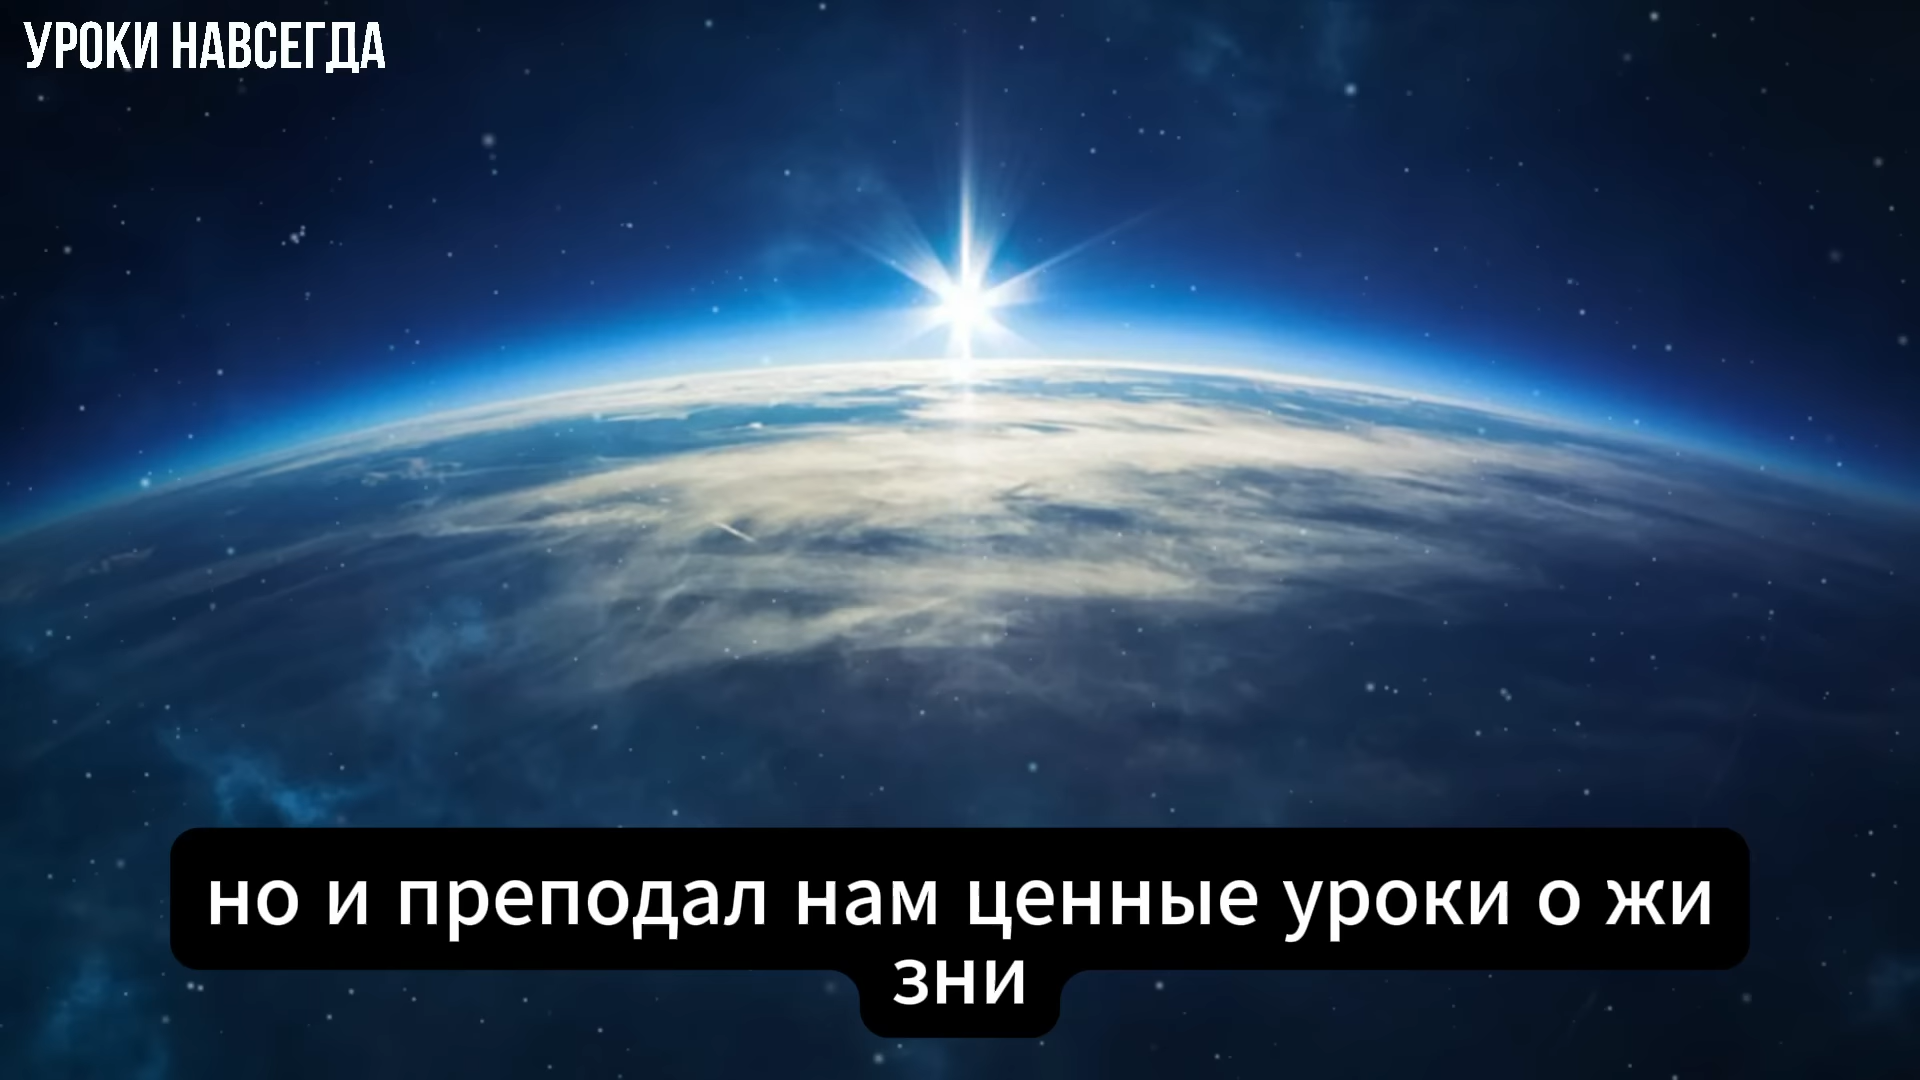 УРОКИ НАВСЕГДА
но и преподал нам ценные уроки о жи
зни